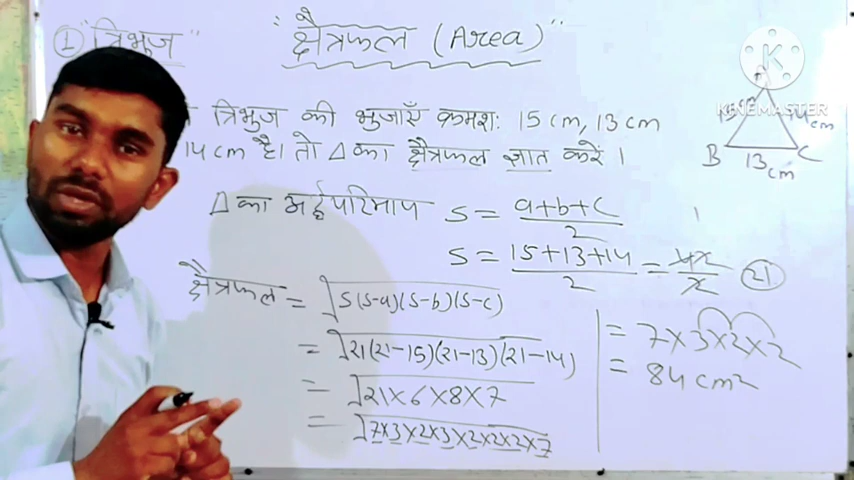 ① "त्रिभुज"
"क्षैत्रफल (Area)"
त्रिभुज की भुजाएँ क्रमश: 15 cm, 13 cm
14 cm है। तो Δ का क्षैत्रफल ज्ञात करें।
KINEMASTER
A
14 cm
B C
13 cm
Δ का अर्द्धपरिमाप S = a+b+c / 2
S = 15+13+14 / 2 = 42 / 2 21
क्षैत्रफल = √S(S-a)(S-b)(S-c)
= √21(21-15)(21-13)(21-14)
= √21×6×8×7
= √7×3×2×3×2×2×2×7
= 7×3×2×2
= 84 cm²